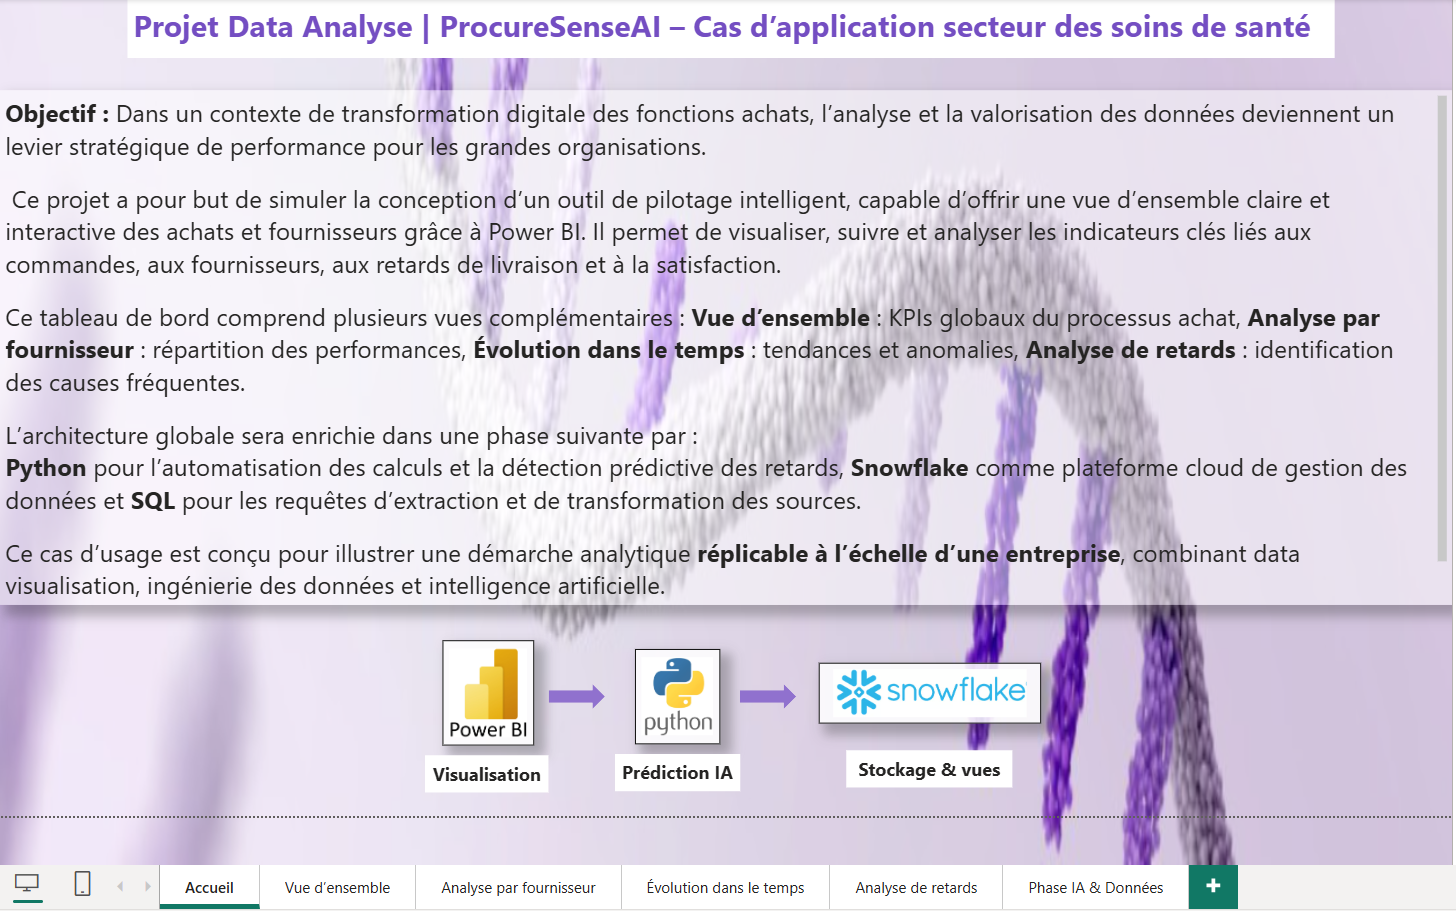 Projet Data Analyse | ProcureSenseAI – Cas d’application secteur des soins de santé
Objectif : Dans un contexte de transformation digitale des fonctions achats, l’analyse et la valorisation des données deviennent un
levier stratégique de performance pour les grandes organisations.
Ce projet a pour but de simuler la conception d’un outil de pilotage intelligent, capable d’offrir une vue d’ensemble claire et
interactive des achats et fournisseurs grâce à Power BI. Il permet de visualiser, suivre et analyser les indicateurs clés liés aux
commandes, aux fournisseurs, aux retards de livraison et à la satisfaction.
Ce tableau de bord comprend plusieurs vues complémentaires : Vue d’ensemble : KPIs globaux du processus achat, Analyse par
fournisseur : répartition des performances, Évolution dans le temps : tendances et anomalies, Analyse de retards : identification
des causes fréquentes.
L’architecture globale sera enrichie dans une phase suivante par :
Python pour l’automatisation des calculs et la détection prédictive des retards, Snowflake comme plateforme cloud de gestion des
données et SQL pour les requêtes d’extraction et de transformation des sources.
Ce cas d’usage est conçu pour illustrer une démarche analytique réplicable à l’échelle d’une entreprise, combinant data
visualisation, ingénierie des données et intelligence artificielle.
Power BI
python
snowflake
Visualisation
Prédiction IA
Stockage & vues
Accueil
Vue d’ensemble
Analyse par fournisseur
Évolution dans le temps
Analyse de retards
Phase IA & Données